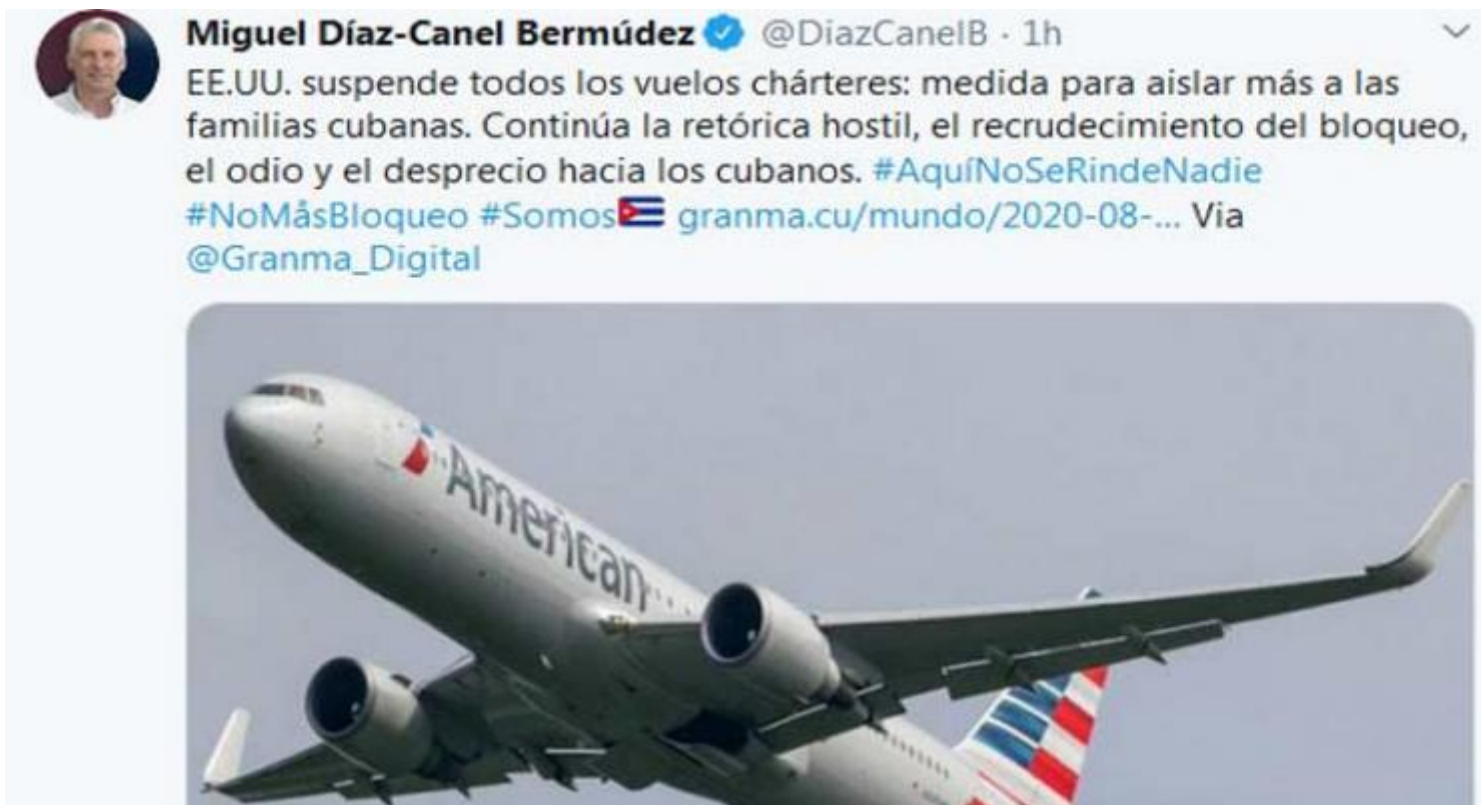 Miguel Díaz-Canel Bermúdez @DiazCanelB · 1h
EE.UU. suspende todos los vuelos chárteres: medida para aislar más a las
familias cubanas. Continúa la retórica hostil, el recrudecimiento del bloqueo,
el odio y el desprecio hacia los cubanos. #AquíNoSeRindeNadie
#NoMåsBloqueo #Somos🇨🇺 granma.cu/mundo/2020-08-... Via
@Granma_Digital
American